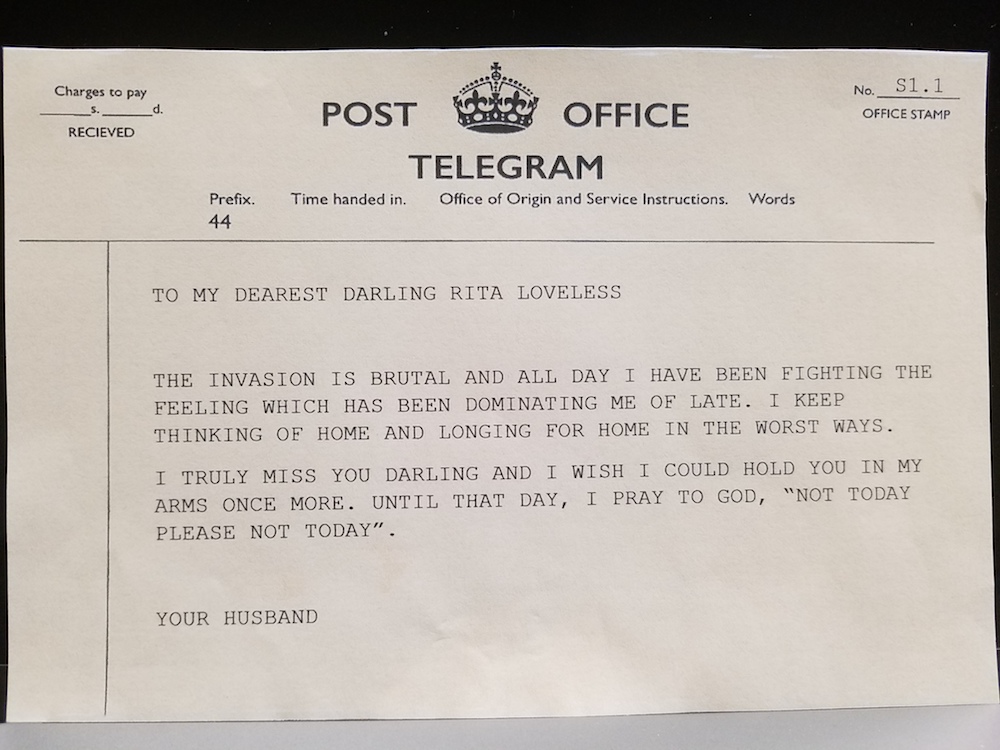 Charges to pay
____s. ____d.
RECIEVED
POST OFFICE
No. S1.1
OFFICE STAMP
TELEGRAM
Prefix. Time handed in. Office of Origin and Service Instructions. Words
44
TO MY DEAREST DARLING RITA LOVELESS
THE INVASION IS BRUTAL AND ALL DAY I HAVE BEEN FIGHTING THE
FEELING WHICH HAS BEEN DOMINATING ME OF LATE. I KEEP
THINKING OF HOME AND LONGING FOR HOME IN THE WORST WAYS.
I TRULY MISS YOU DARLING AND I WISH I COULD HOLD YOU IN MY
ARMS ONCE MORE. UNTIL THAT DAY, I PRAY TO GOD, “NOT TODAY
PLEASE NOT TODAY”.
YOUR HUSBAND